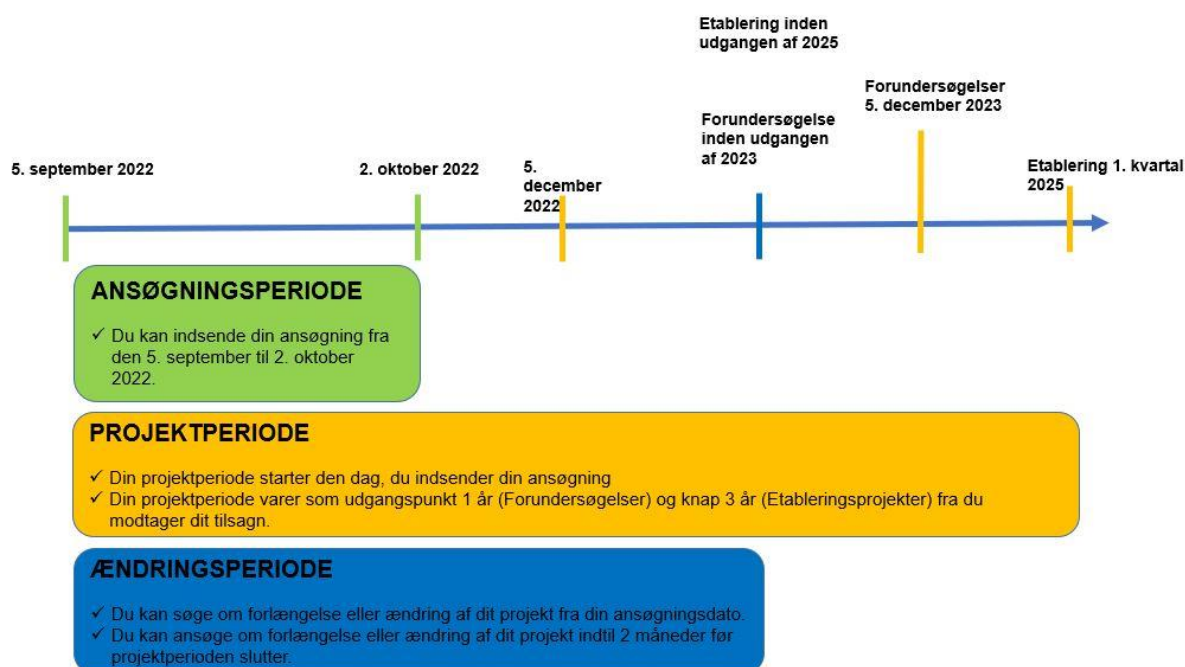 Etablering inden
udgangen af 2025
Forundersøgelser
5. december 2023
Forundersøgelse
inden udgangen
af 2023
5. september 2022
2. oktober 2022
5.
december
2022
Etablering 1. kvartal
2025
ANSØGNINGSPERIODE
✓ Du kan indsende din ansøgning fra
den 5. september til 2. oktober
2022.
PROJEKTPERIODE
✓ Din projektperiode starter den dag, du indsender din ansøgning
✓ Din projektperiode varer som udgangspunkt 1 år (Forundersøgelser) og knap 3 år (Etableringsprojekter) fra du
modtager dit tilsagn.
ÆNDRINGSPERIODE
✓ Du kan søge om forlængelse eller ændring af dit projekt fra din ansøgningsdato.
✓ Du kan ansøge om forlængelse eller ændring af dit projekt indtil 2 måneder før
projektperioden slutter.